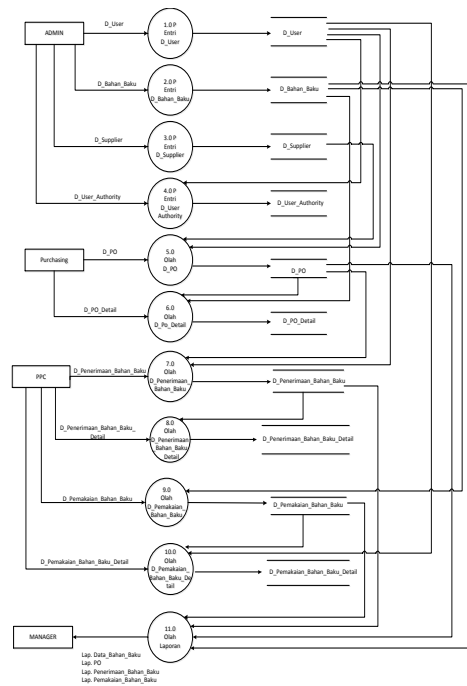 D_User
ADMIN
1.0 P
Entri
D_User
D_User
D_Bahan_Baku
2.0 P
Entri
D_Bahan_Baku
D_Bahan_Baku
D_Supplier
3.0 P
Entri
D_Supplier
D_Supplier
D_User_Authority
4.0 P
Entri
D_User
Authority
D_User_Authority
Purchasing
D_PO
5.0
Olah
D_PO
D_PO
D_PO_Detail
6.0
Olah
D_Po_Detail
D_PO_Detail
PPC
D_Penerimaan_Bahan_Baku
7.0
Olah
D_Penerimaan_
Bahan_Baku
D_Penerimaan_Bahan_Baku
D_Penerimaan_Bahan_Baku_
Detail
8.0
Olah
D_Penerimaan
_Bahan_Baku_
Detail
D_Penerimaan_Bahan_Baku_Detail
D_Pemakaian_Bahan_Baku
9.0
Olah
D_Pemakaian
_Bahan_Baku
D_Pemakaian_Bahan_Baku
D_Pemakaian_Bahan_Baku_Detail
10.0
Olah
D_Pemakaian_
Bahan_Baku_De
tail
D_Pemakaian_Bahan_Baku_Detail
MANAGER
11.0
Olah
Laporan
Lap. Data_Bahan_Baku
Lap. PO
Lap. Penerimaan_Bahan_Baku
Lap. Pemakaian_Bahan_Baku